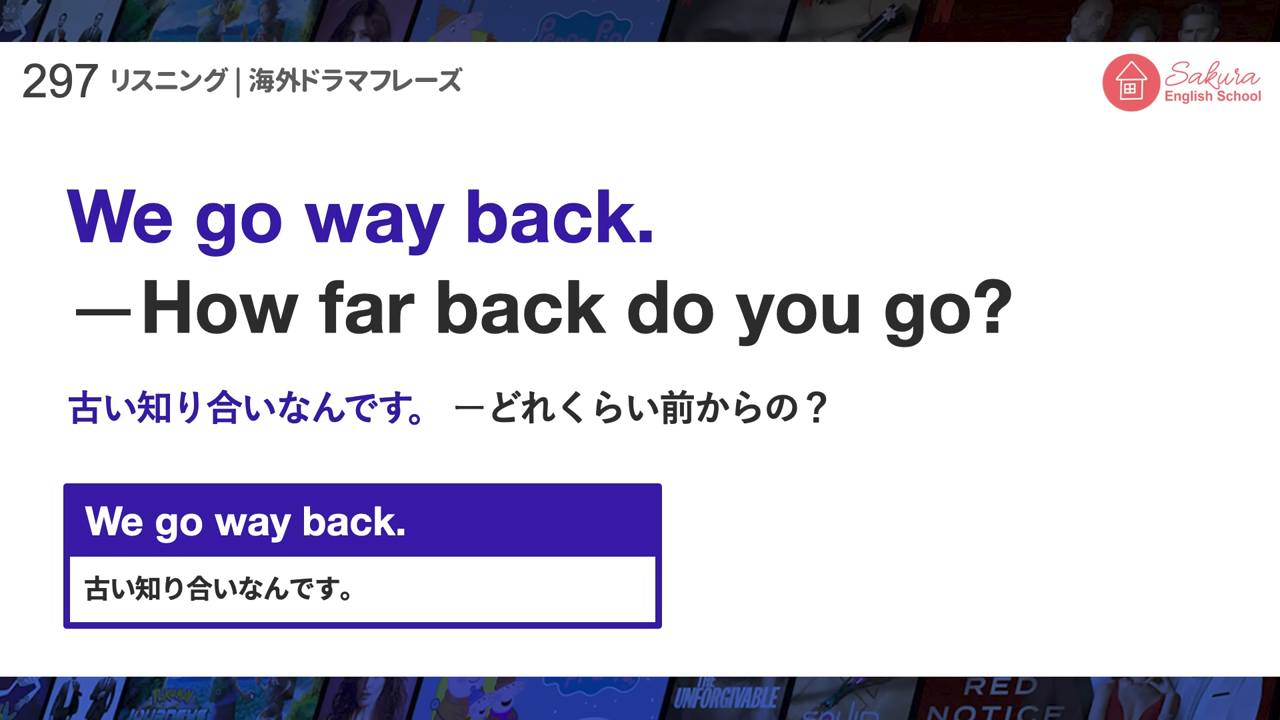 297 リスニング | 海外ドラマフレーズ
Sakura
English School
We go way back.
—How far back do you go?
古い知り合いなんです。 —どれくらい前からの？
We go way back.
古い知り合いなんです。
THE
UNFORGIVABLE
RED
NOTICE